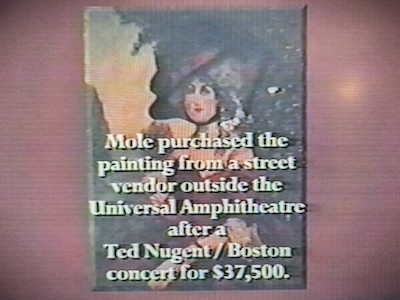 Mole purchased the
painting from a street
vendor outside the
Universal Amphitheatre
after a
Ted Nugent/Boston
concert for $37,500.